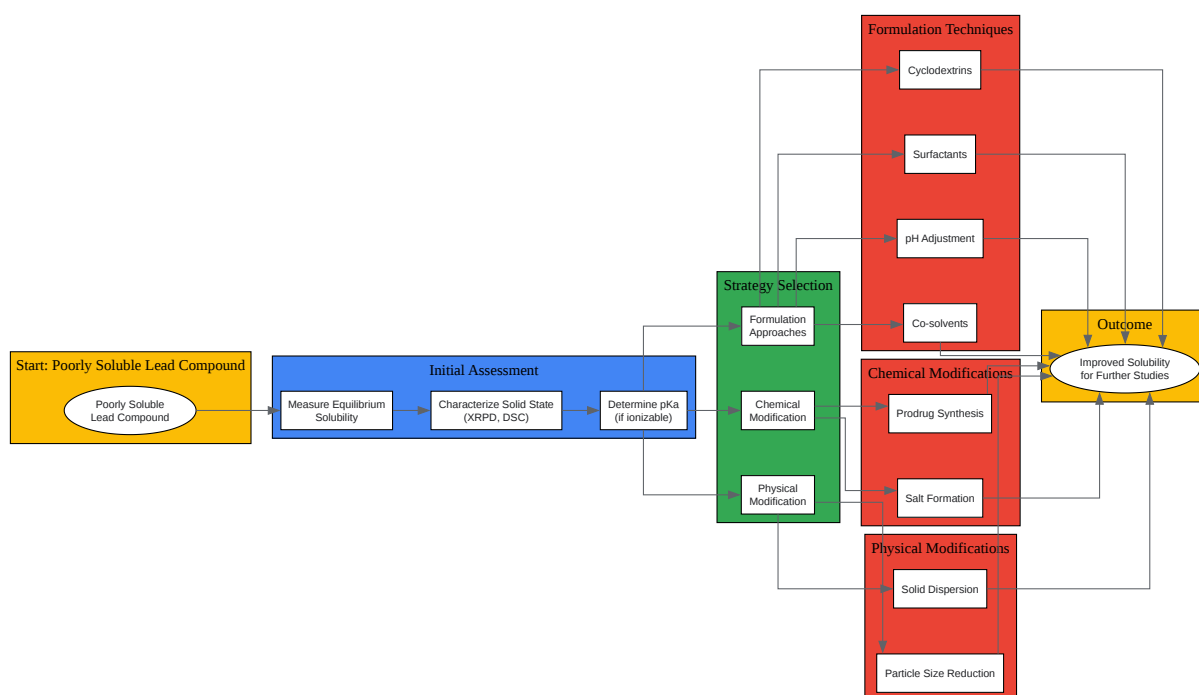 Start: Poorly Soluble Lead Compound
Poorly Soluble
Lead Compound
Initial Assessment
Measure Equilibrium
Solubility
Characterize Solid State
(XRPD, DSC)
Determine pKa
(if ionizable)
Strategy Selection
Formulation
Approaches
Chemical
Modification
Physical
Modification
Formulation Techniques
Cyclodextrins
Surfactants
pH Adjustment
Co-solvents
Chemical Modifications
Prodrug Synthesis
Salt Formation
Physical Modifications
Solid Dispersion
Particle Size Reduction
Outcome
Improved Solubility
for Further Studies